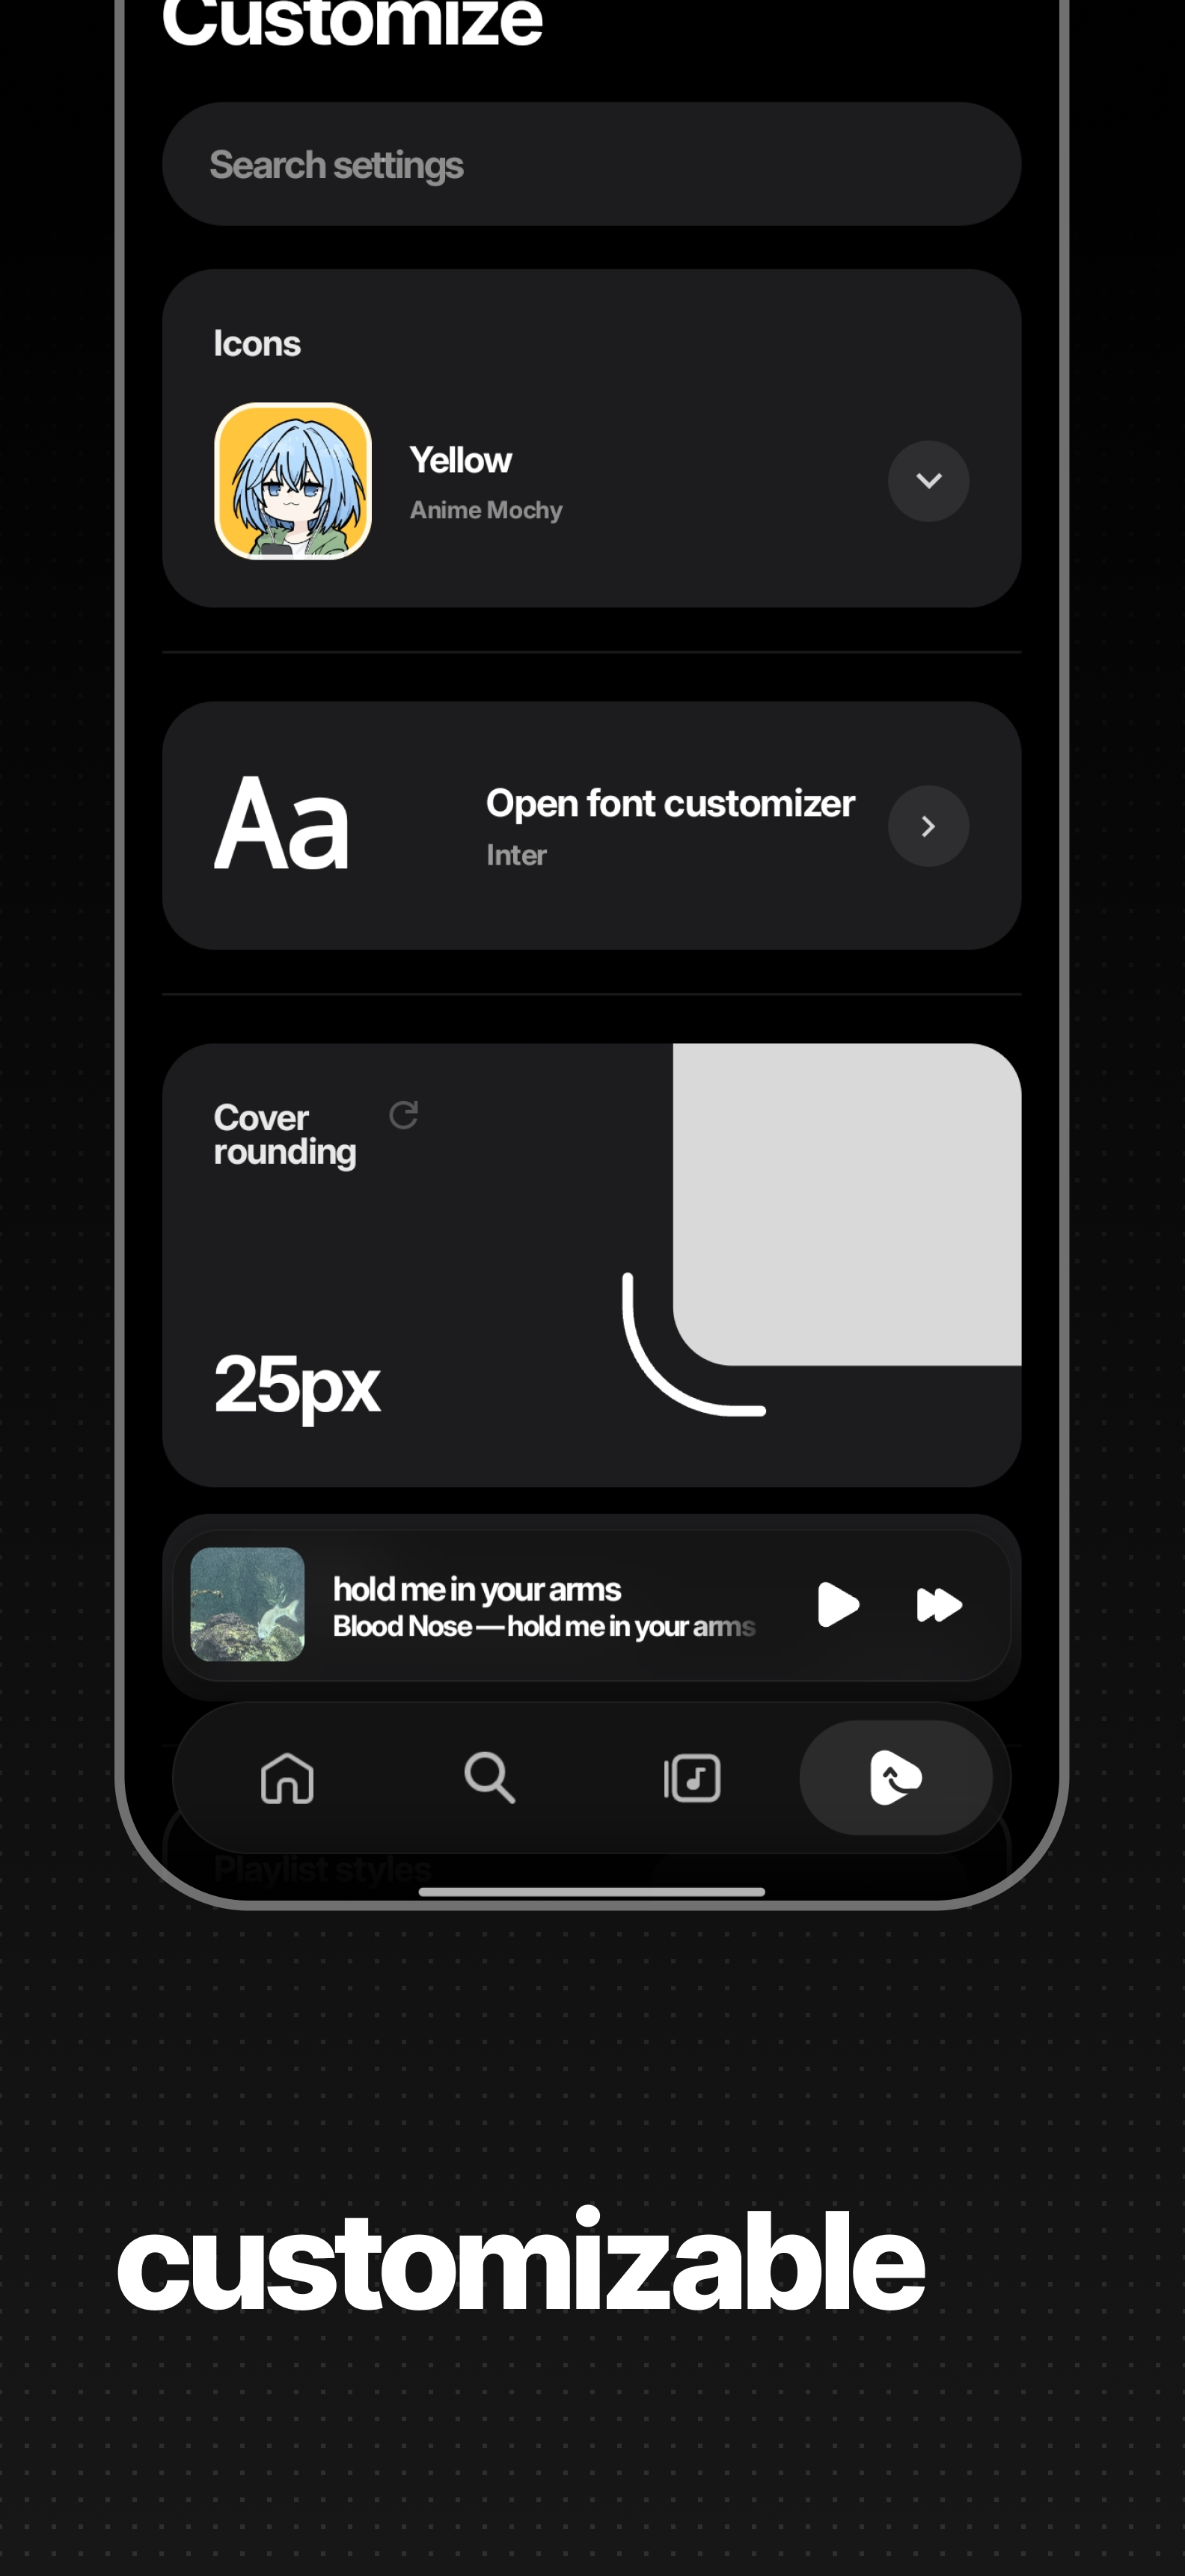 Customize
Search settings
Icons
Yellow
Anime Mochy
Aa
Open font customizer
Inter
Cover
rounding
25px
hold me in your arms
Blood Nose — hold me in your arms
Playlist styles
customizable